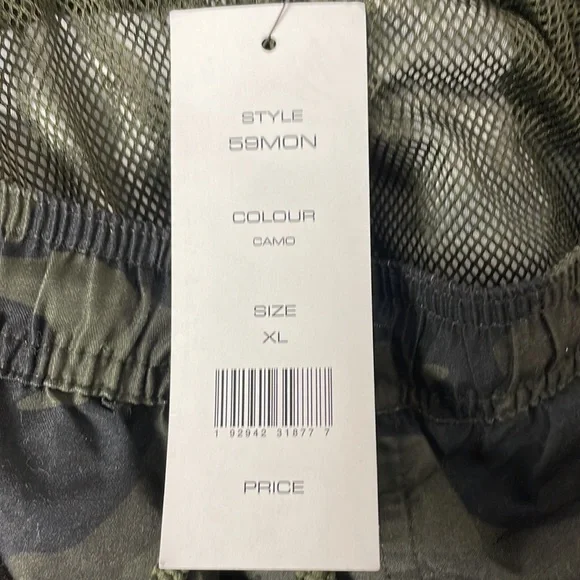 STYLE
59MON
COLOUR
CAMO
SIZE
XL
1 92942 31877 7
PRICE